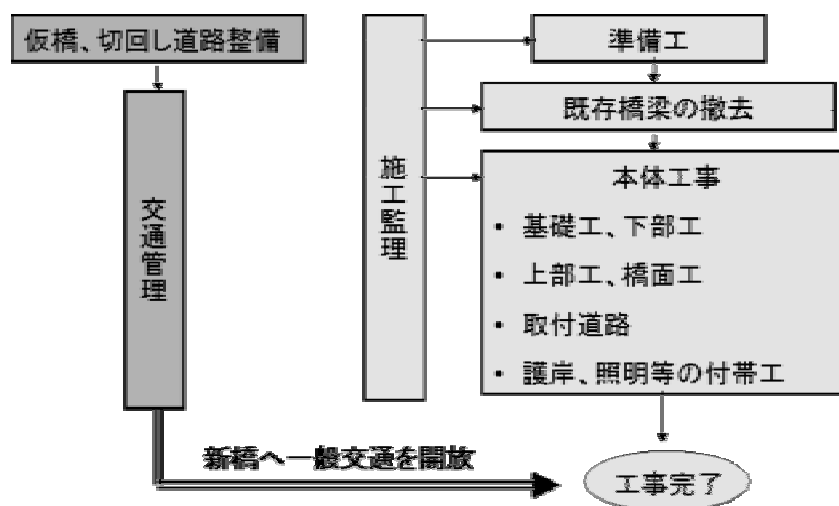 仮橋、切回し道路整備
交通管理
施工監理
準備工
既存橋梁の撤去
本体工事
• 基礎工、下部工
• 上部工、橋面工
• 取付道路
• 護岸、照明等の付帯工
新橋へ一般交通を開放
工事完了